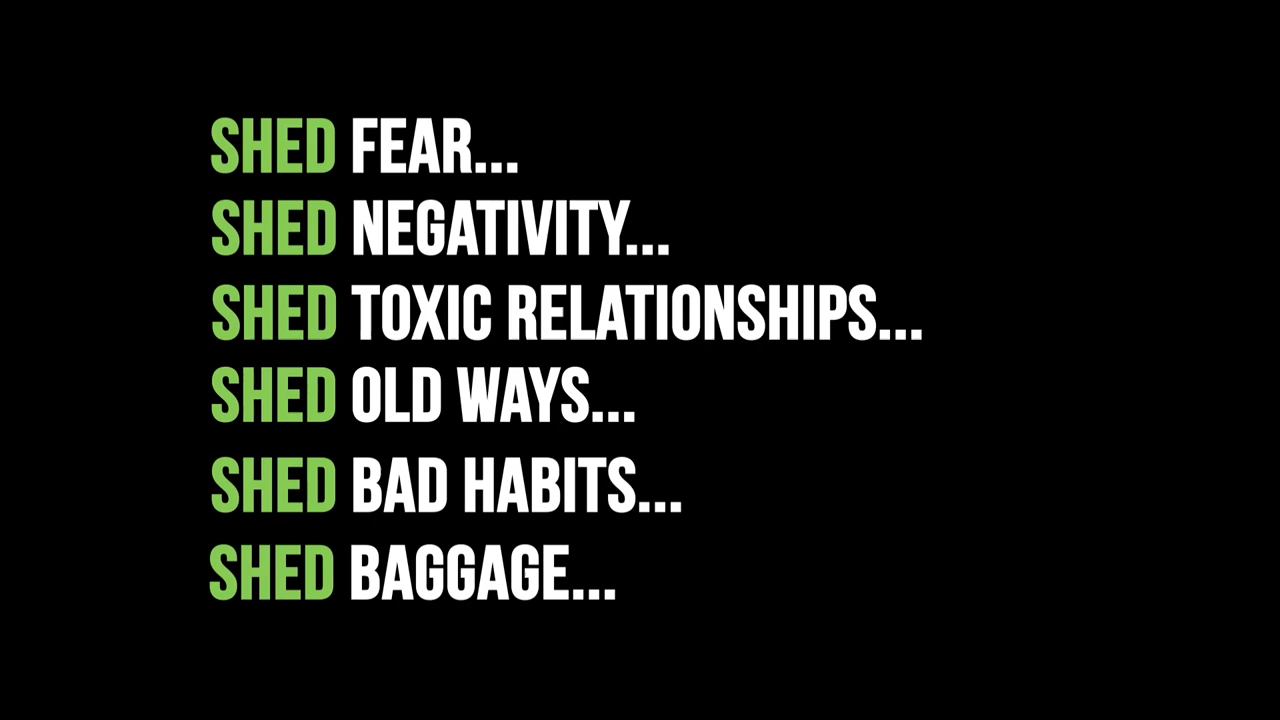 SHED FEAR...
SHED NEGATIVITY...
SHED TOXIC RELATIONSHIPS...
SHED OLD WAYS...
SHED BAD HABITS...
SHED BAGGAGE...